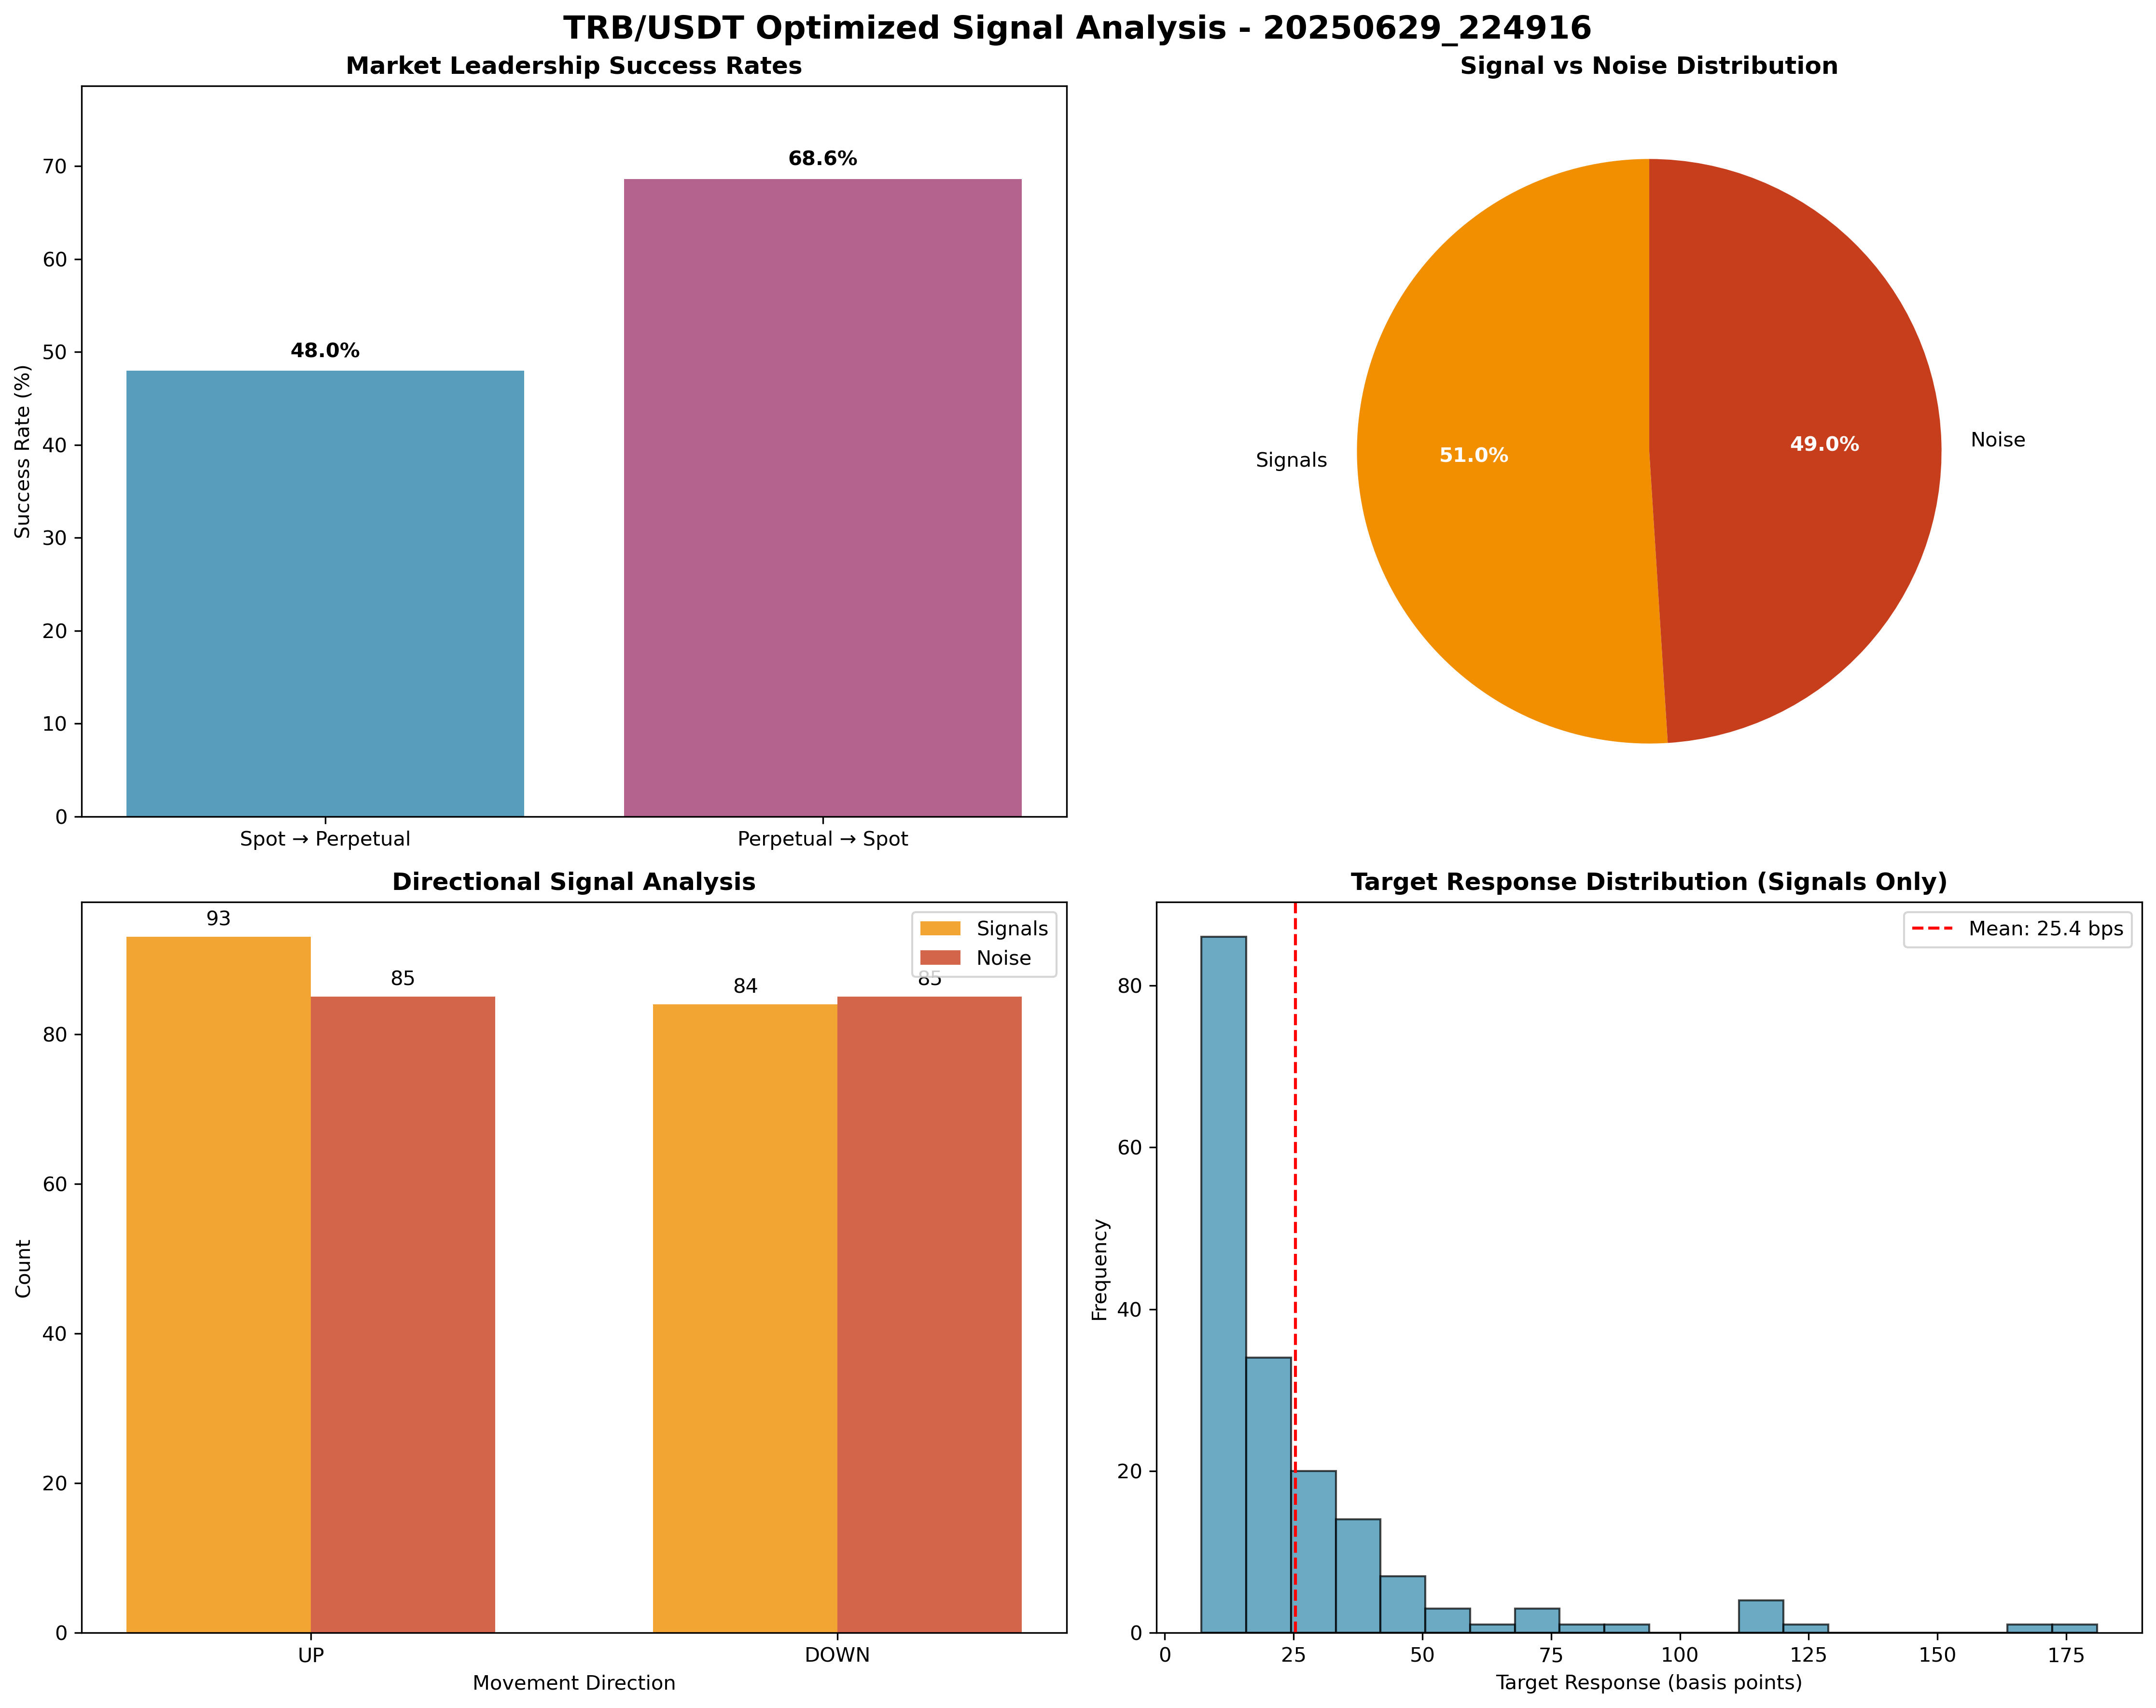 TRB/USDT Optimized Signal Analysis - 20250629_224916
Market Leadership Success Rates
Success Rate (%)
70
60
50
40
30
20
10
0
48.0%
68.6%
Spot → Perpetual
Perpetual → Spot
Signal vs Noise Distribution
Signals
51.0%
49.0%
Noise
Directional Signal Analysis
Count
80
60
40
20
0
93
85
84
85
Signals
Noise
UP
DOWN
Movement Direction
Target Response Distribution (Signals Only)
Mean: 25.4 bps
Frequency
80
60
40
20
0
0
25
50
75
100
125
150
175
Target Response (basis points)